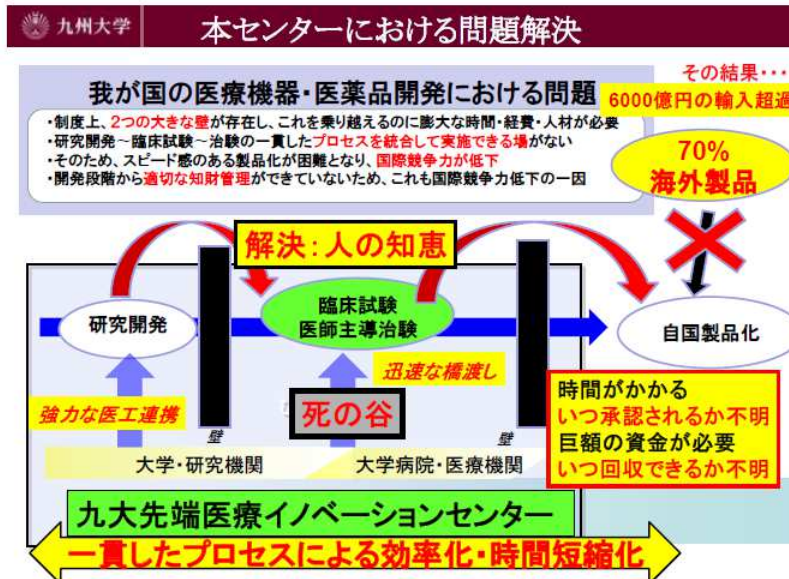 九州大学
本センターにおける問題解決
我が国の医療機器・医薬品開発における問題
・制度上、2つの大きな壁が存在し、これを乗り越えるのに膨大な時間・経費・人材が必要
・研究開発~臨床試験~治験の一貫したプロセスを統合して実施できる場がない
・そのため、スピード感のある製品化が困難となり、国際競争力が低下
・開発段階から適切な知財管理ができていないため、これも国際競争力低下の一因
その結果・・・
6000億円の輸入超過
70%
海外製品
解決:人の知恵
研究開発
臨床試験
医師主導治験
自国製品化
強力な医工連携
迅速な橋渡し
死の谷
壁
壁
大学・研究機関
大学病院・医療機関
時間がかかる
いつ承認されるか不明
巨額の資金が必要
いつ回収できるか不明
九大先端医療イノベーションセンター
一貫したプロセスによる効率化・時間短縮化